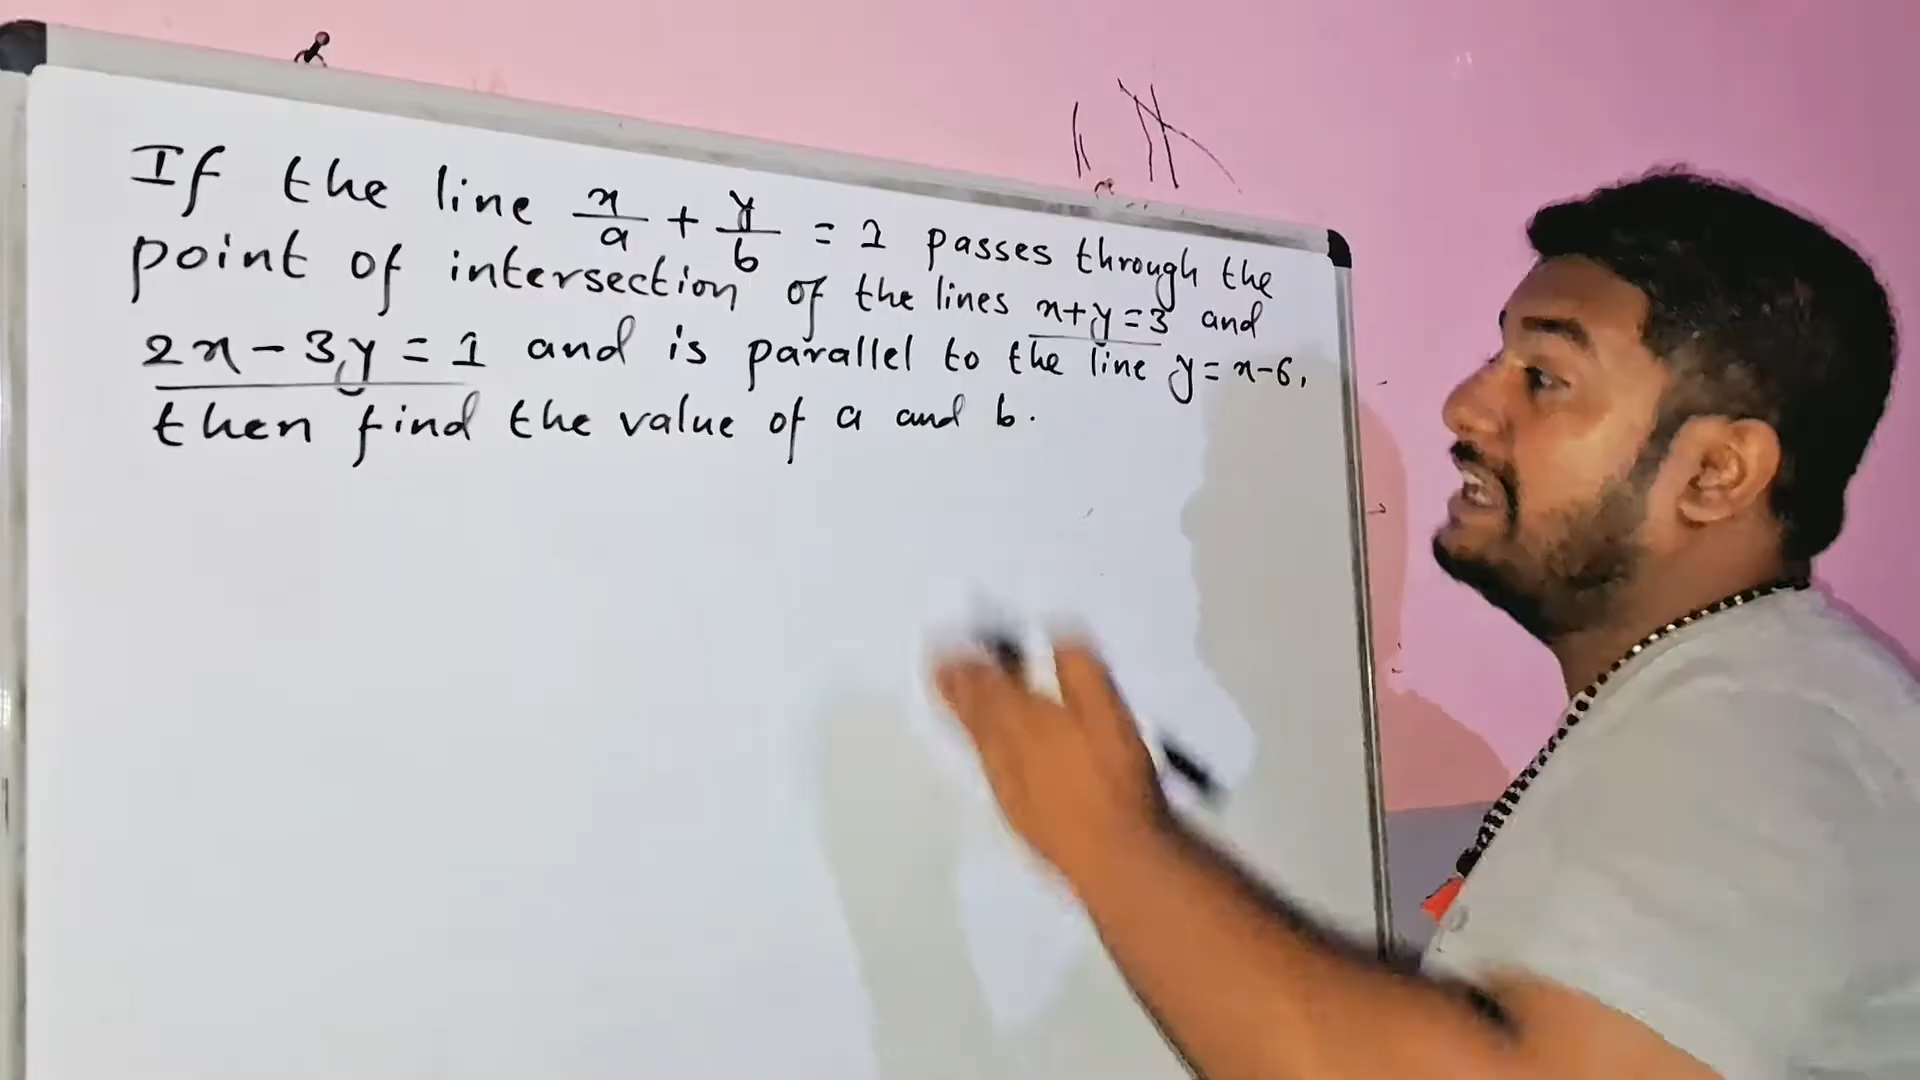 If the line x/a + y/b = 1 passes through the
point of intersection of the lines x+y=3 and
2x-3y=1 and is parallel to the line y=x-6,
then find the value of a and b.